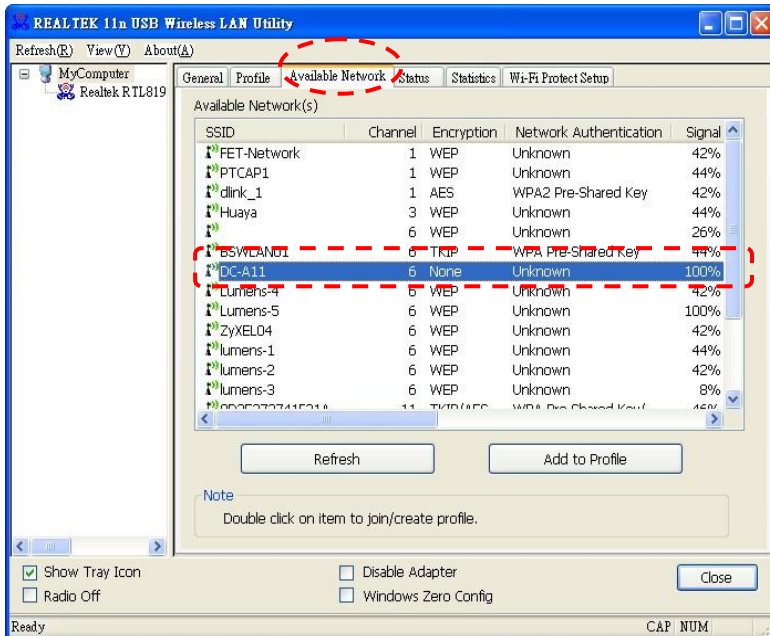 REALTEK 11n USB Wireless LAN Utility
Refresh(R) View(V) About(A)
MyComputer
Realtek RTL819
General Profile Available Network Status Statistics Wi-Fi Protect Setup
Available Network(s)
SSID Channel Encryption Network Authentication Signal
FET-Network 1 WEP Unknown 42%
PTCAP1 1 WEP Unknown 44%
dlink_1 1 AES WPA2 Pre-Shared Key 42%
Huaya 3 WEP Unknown 44%
6 WEP Unknown 26%
BSWLAN01 6 TKIP WPA Pre-Shared Key 44%
DC-A11 6 None Unknown 100%
Lumens-4 6 WEP Unknown 42%
Lumens-5 6 WEP Unknown 100%
ZyXEL04 6 WEP Unknown 42%
lumens-1 6 WEP Unknown 44%
lumens-2 6 WEP Unknown 42%
lumens-3 6 WEP Unknown 8%
11 WPA Pre-Shared Key/ 46%
Refresh Add to Profile
Note
Double click on item to join/create profile.
Show Tray Icon Disable Adapter Close
Radio Off Windows Zero Config
Ready CAP NUM